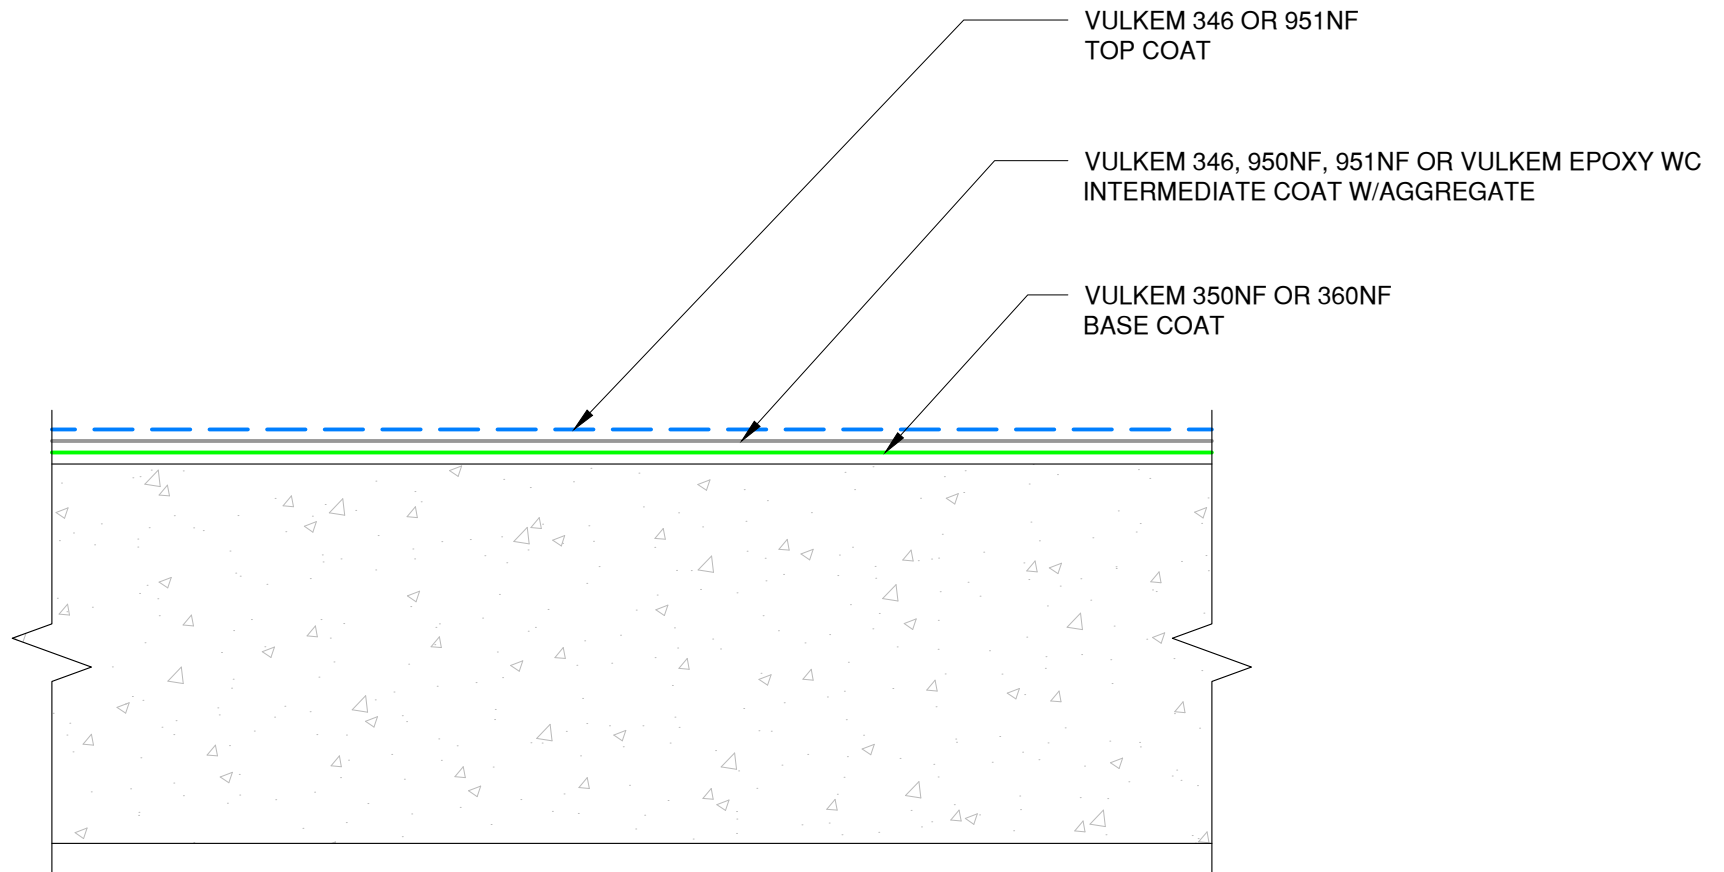 VULKEM 346 OR 951NF
TOP COAT
VULKEM 346, 950NF, 951NF OR VULKEM EPOXY WC
INTERMEDIATE COAT W/AGGREGATE
VULKEM 350NF OR 360NF
BASE COAT